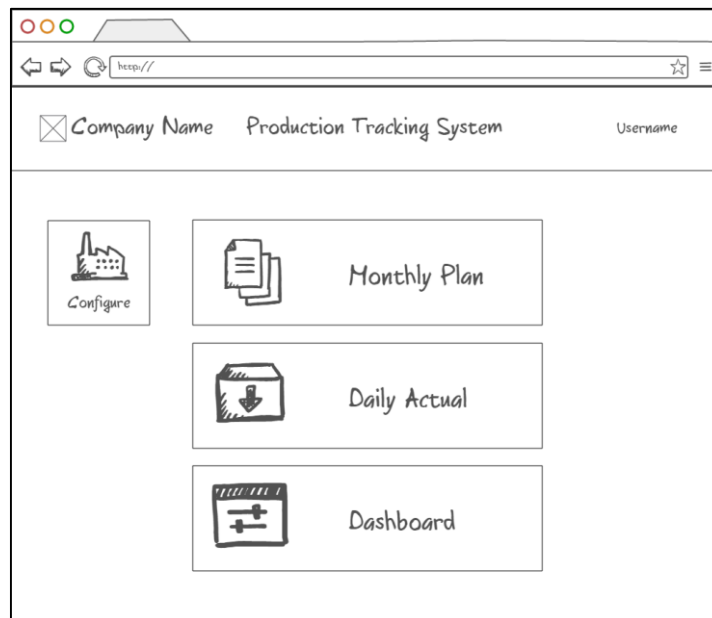 http://
Company Name Production Tracking System Username
Configure
Monthly Plan
Daily Actual
Dashboard